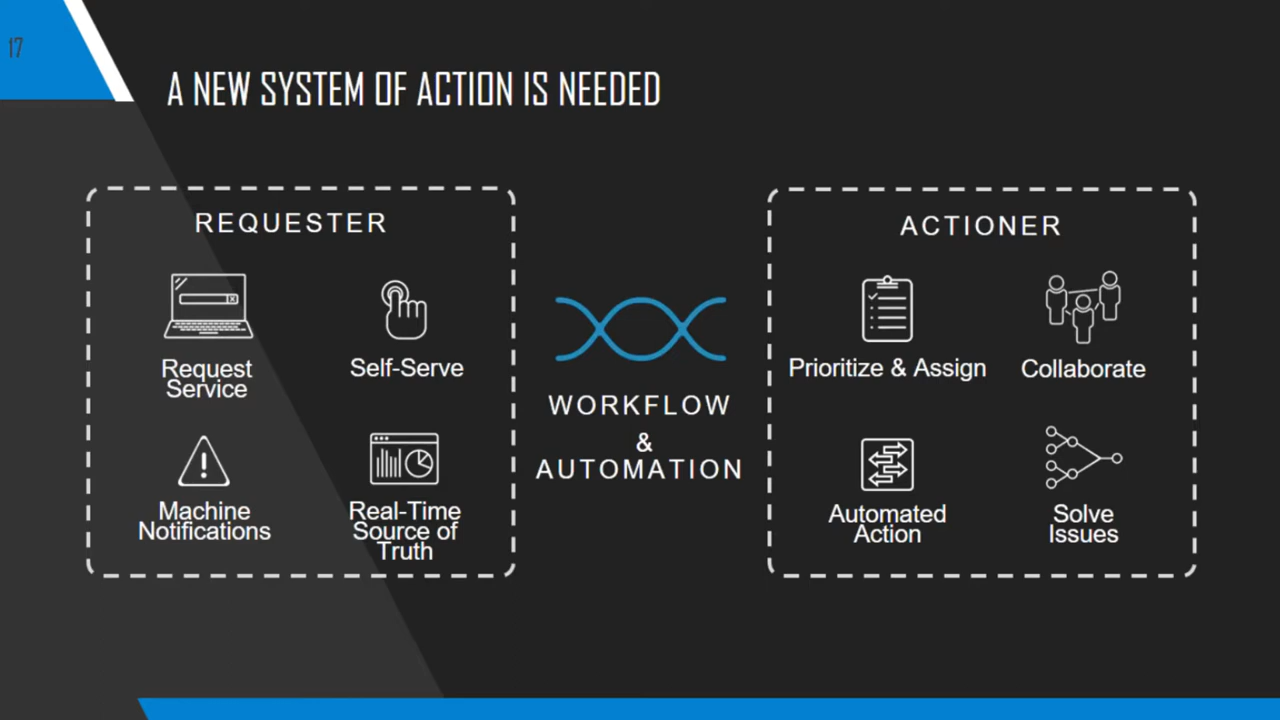 17
A NEW SYSTEM OF ACTION IS NEEDED
REQUESTER
Request
Service
Self-Serve
Machine
Notifications
Real-Time
Source of
Truth
WORKFLOW
&
AUTOMATION
ACTIONER
Prioritize & Assign
Collaborate
Automated
Action
Solve
Issues